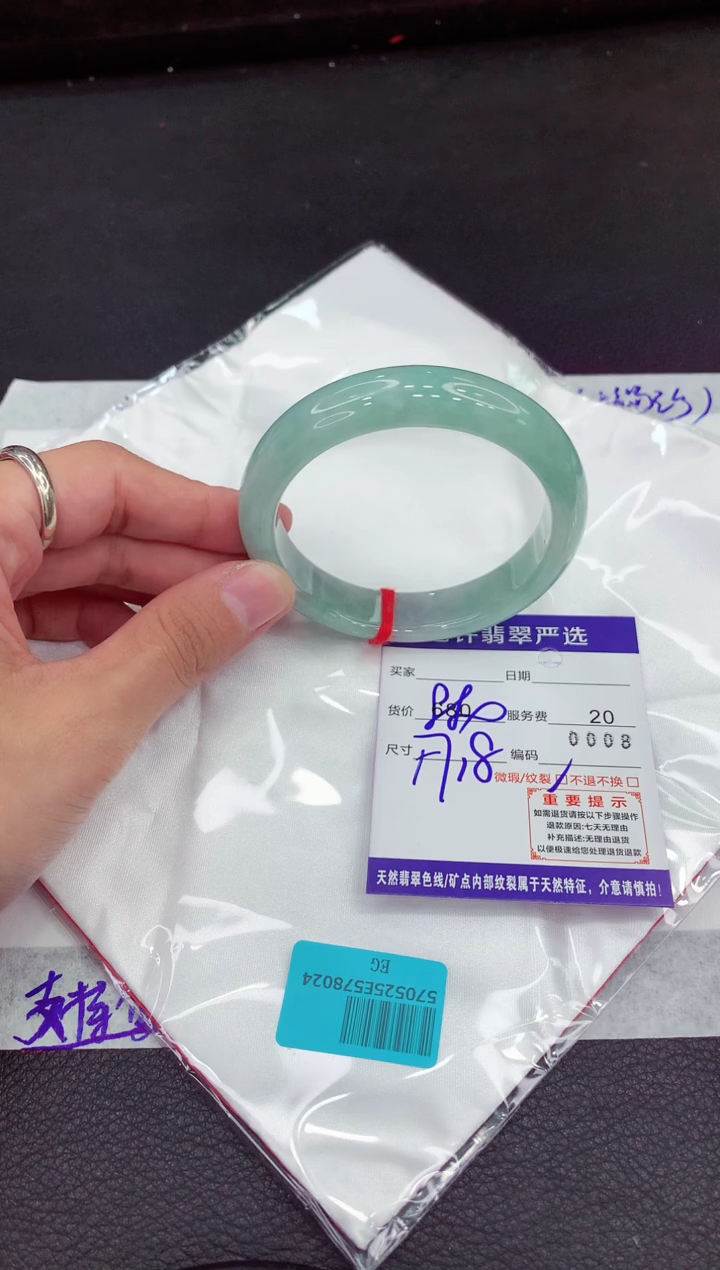 翡翠严选
买家 日期
货价 680 服务费 20
尺寸 编码 0008
微瑕/纹裂 不退不换
重要提示
如需退货请按以下步骤操作
退款原因:七天无理由
补充描述:无理由退货
以便极速给您处理退货退款
天然翡翠色线/矿点内部纹裂属于天然特征，介意请慎拍!
570525E578024
EG